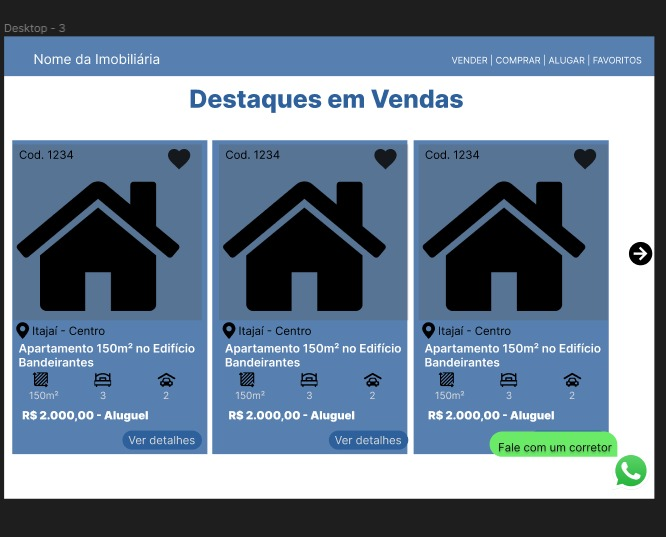 Desktop - 3
Nome da Imobiliária
VENDER | COMPRAR | ALUGAR | FAVORITOS
Destaques em Vendas
Cod. 1234
Itajaí - Centro
Apartamento 150m² no Edifício
Bandeirantes
150m² 3 2
R$ 2.000,00 - Aluguel
Ver detalhes
Cod. 1234
Itajaí - Centro
Apartamento 150m² no Edifício
Bandeirantes
150m² 3 2
R$ 2.000,00 - Aluguel
Ver detalhes
Cod. 1234
Itajaí - Centro
Apartamento 150m² no Edifício
Bandeirantes
150m² 3 2
R$ 2.000,00 - Aluguel
Fale com um corretor